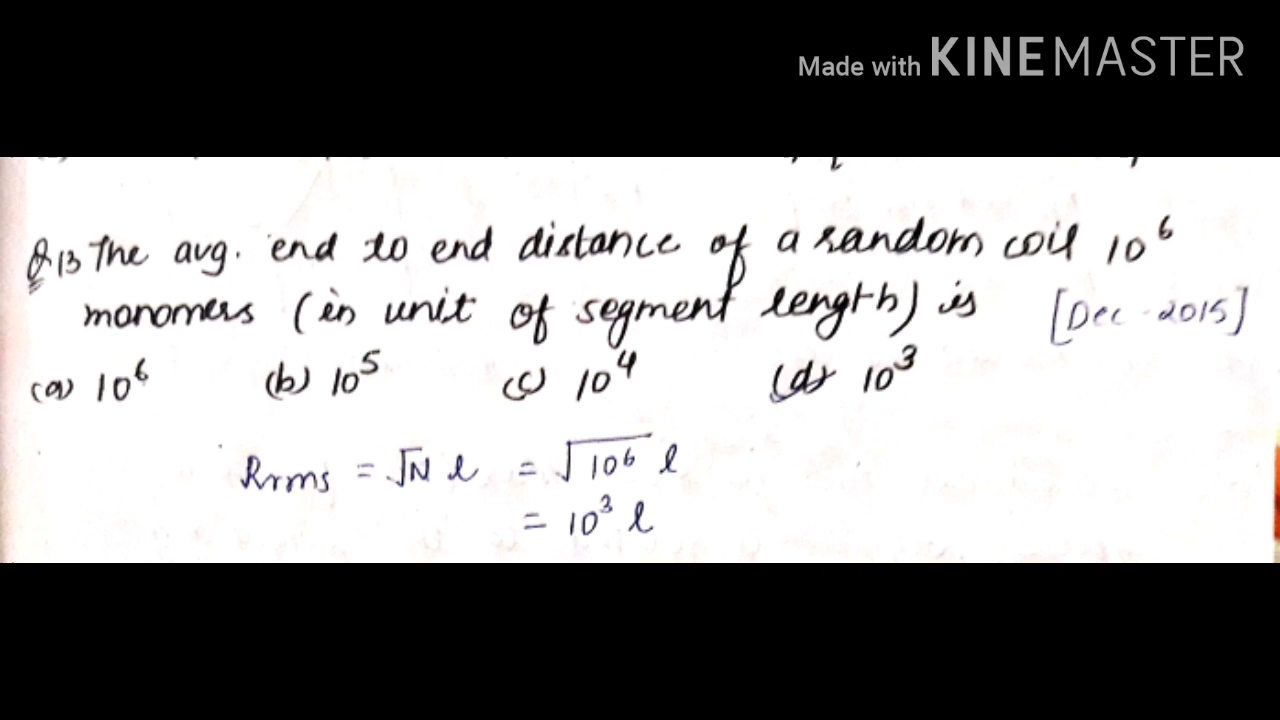 Made with KINEMASTER
Q13 The avg. end to end distance of a random coil 10⁶
monomers (in unit of segment length) is [Dec - 2015]
(a) 10⁶ (b) 10⁵ (c) 10⁴ (d) 10³
Rrms = √N l = √10⁶ l
= 10³ l